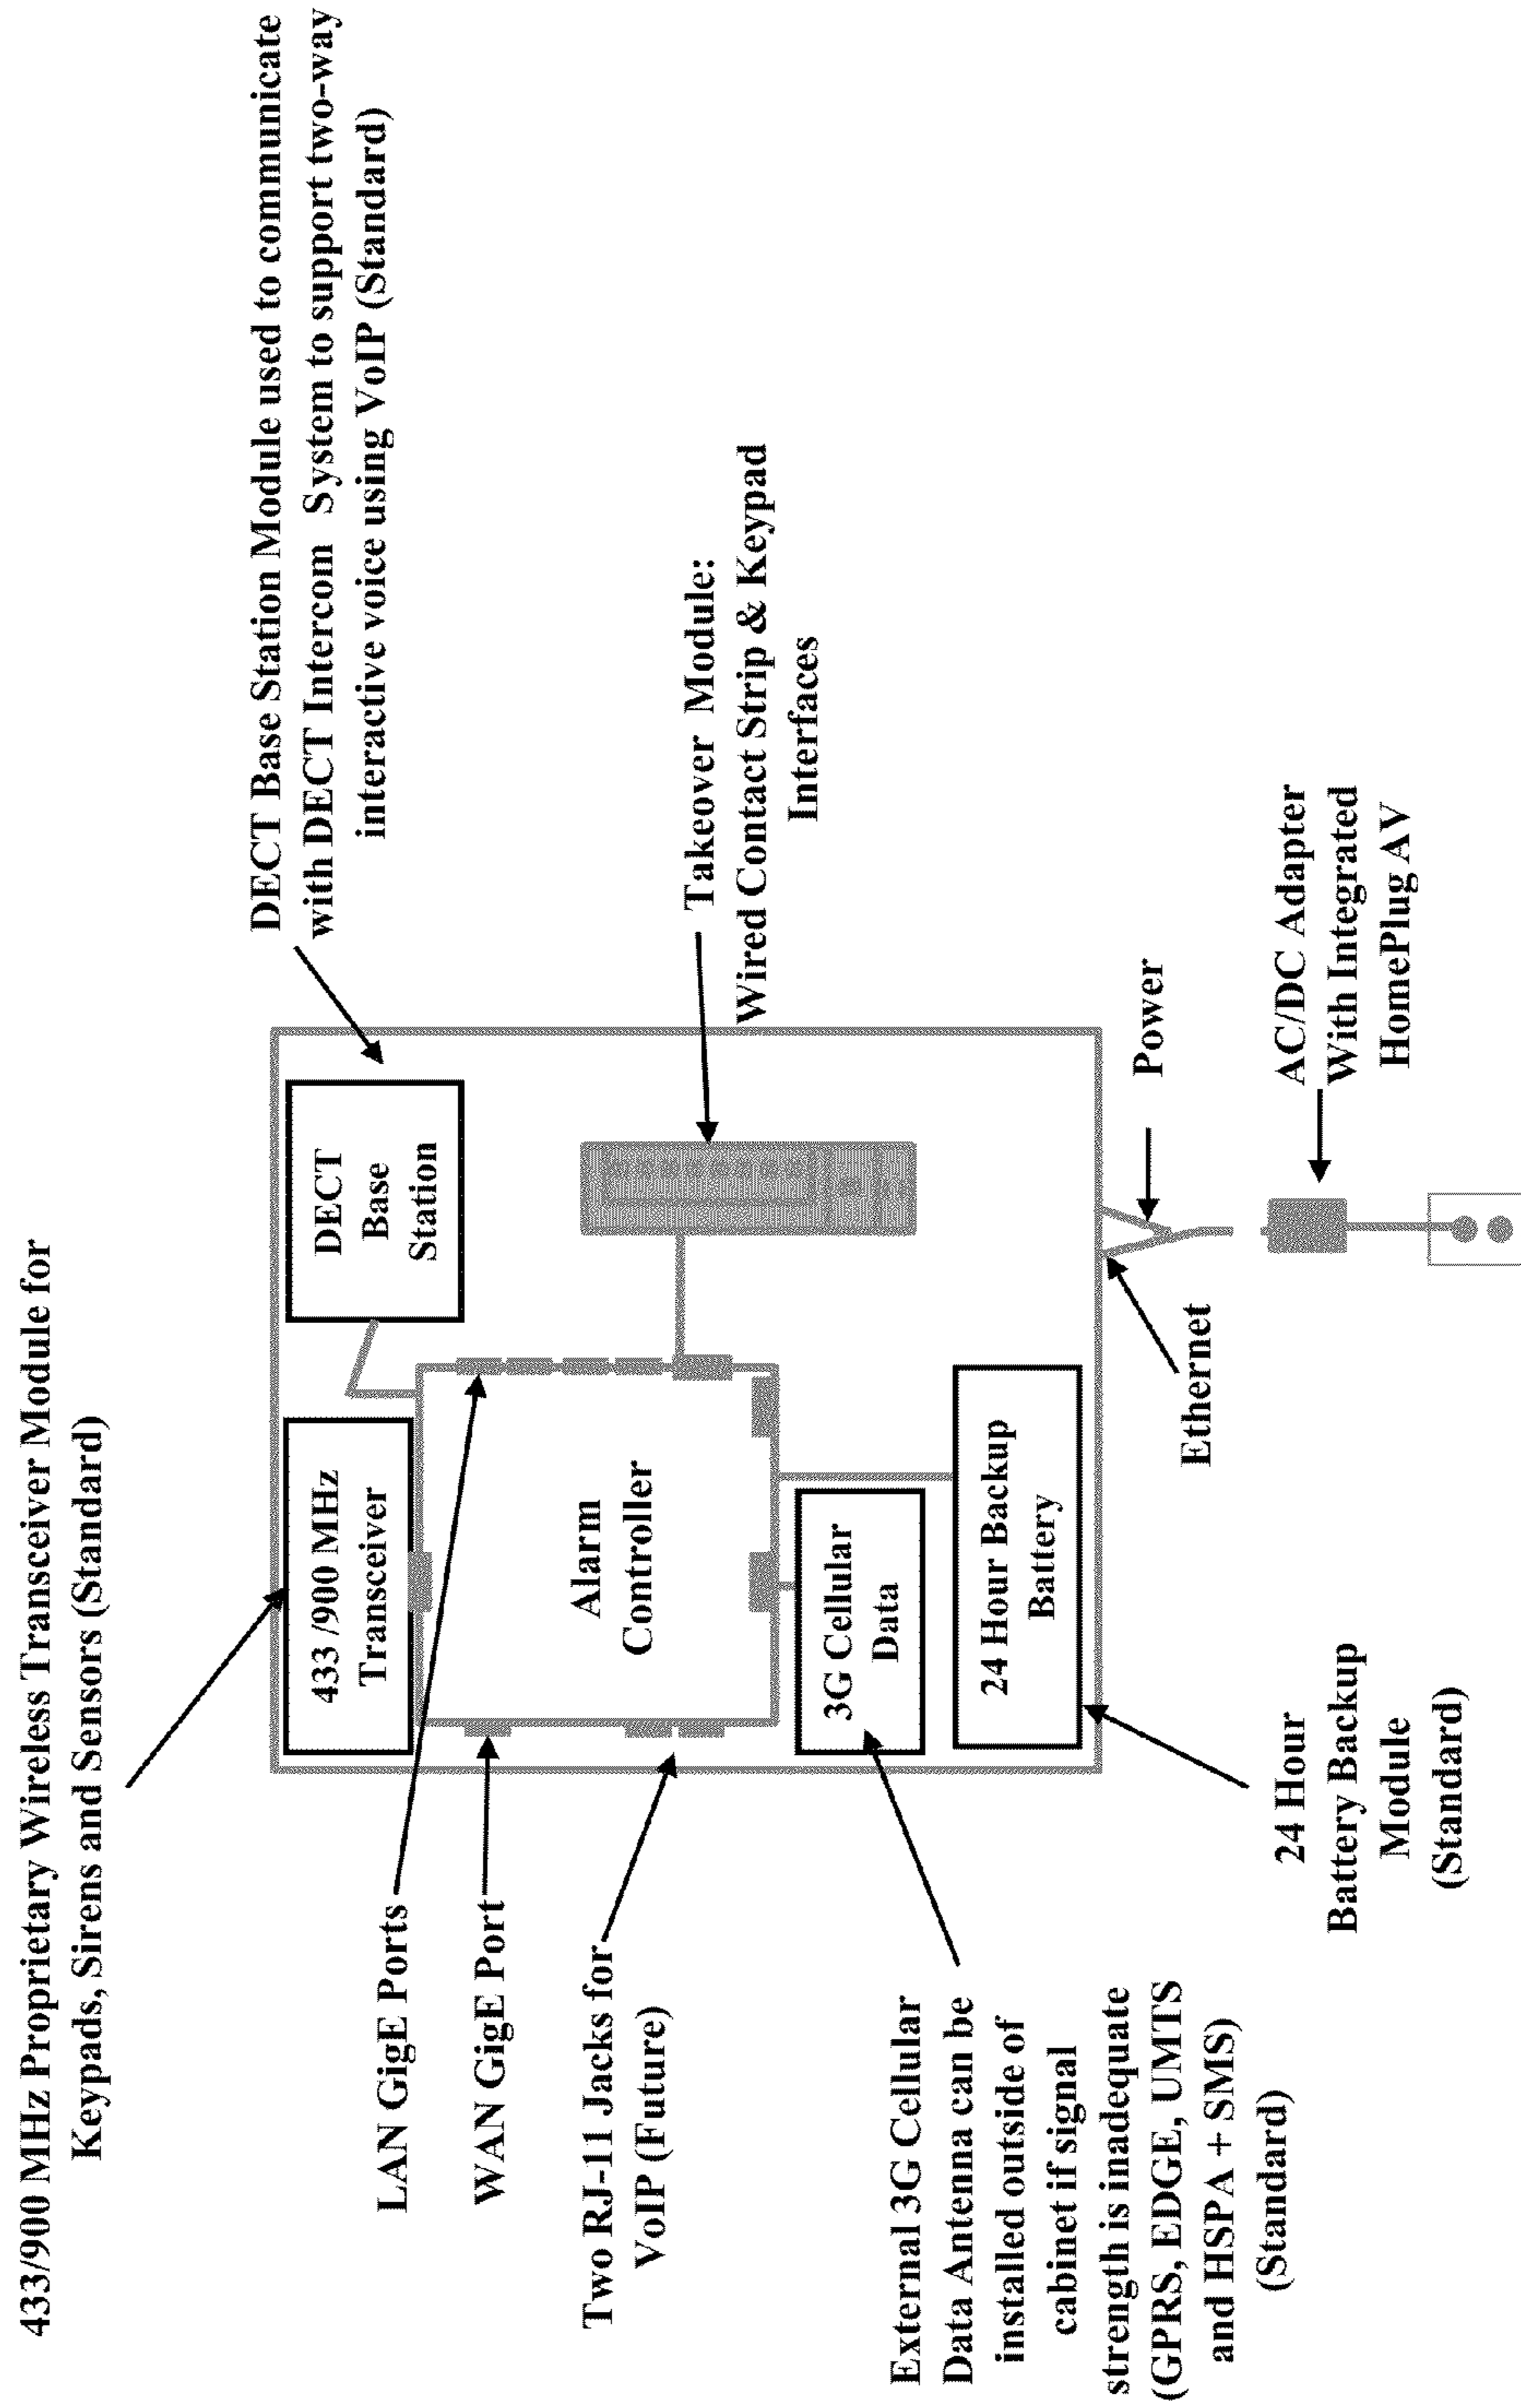 433/900 MHz Proprietary Wireless Transceiver Module for
Keypads, Sirens and Sensors (Standard)
DECT Base Station Module used to communicate
with DECT Intercom System to support two-way
interactive voice using VoIP (Standard)
LAN GigE Ports
WAN GigE Port
Two RJ-11 Jacks for
VoIP (Future)
External 3G Cellular
Data Antenna can be
installed outside of
cabinet if signal
strength is inadequate
(GPRS, EDGE, UMTS
and HSPA + SMS)
(Standard)
433 /900 MHz
Transceiver
DECT
Base
Station
Alarm
Controller
3G Cellular
Data
24 Hour Backup
Battery
Takeover Module:
Wired Contact Strip & Keypad
Interfaces
24 Hour
Battery Backup
Module
(Standard)
Ethernet
Power
AC/DC Adapter
With Integrated
HomePlug AV